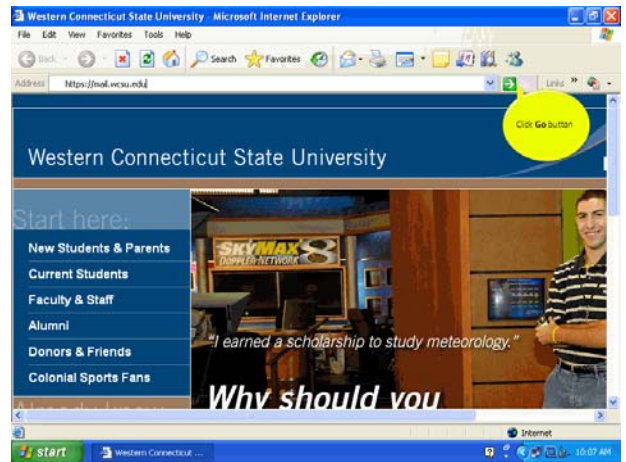 Western Connecticut State University - Microsoft Internet Explorer
File Edit View Favorites Tools Help
Back Search Favorites
Address https://mail.wcsu.edu Links »
Click Go button
Western Connecticut State University
Start here:
New Students & Parents
Current Students
Faculty & Staff
Alumni
Donors & Friends
Colonial Sports Fans
SKYMAX 8
DOPPLER NETWORK
"I earned a scholarship to study meteorology."
Why should you
Internet
start Western Connecticut ... 10:07 AM